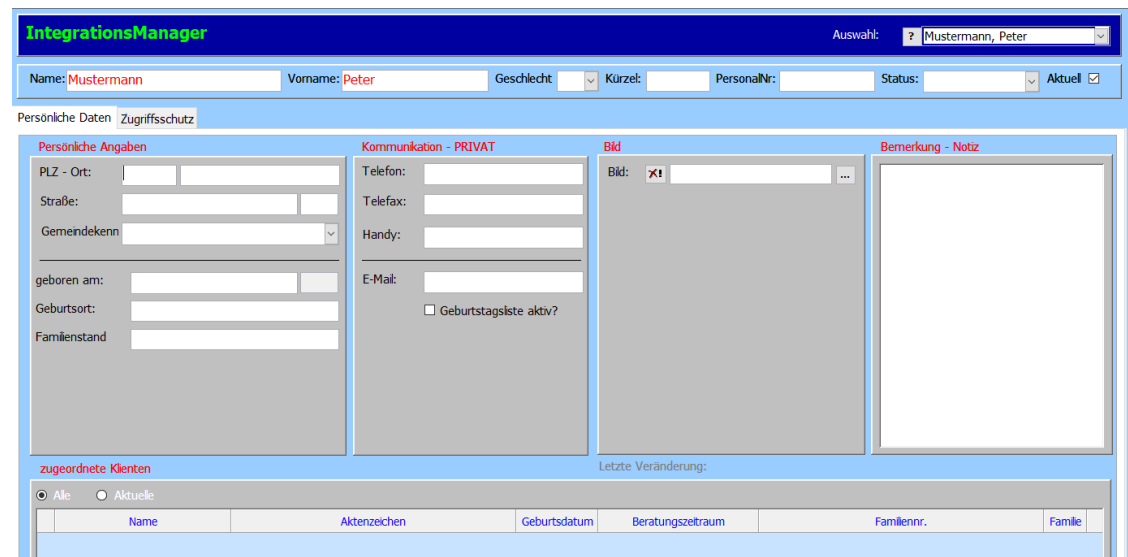 IntegrationsManager Auswahl: ? Mustermann, Peter
Name: Mustermann Vorname: Peter Geschlecht Kürzel: PersonalNr: Status: Aktuell
Persönliche Daten Zugriffsschutz
Persönliche Angaben Kommunikation - PRIVAT Bild Bemerkung - Notiz
PLZ - Ort: Telefon: Bild: X! ...
Straße: Telefax:
Gemeindekenn Handy:
geboren am: E-Mail:
Geburtsort: Geburtstagsliste aktiv?
Familienstand
zugeordnete Klienten Letzte Veränderung:
Alle Aktuelle
Name Aktenzeichen Geburtsdatum Beratungszeitraum Familiennr. Familie